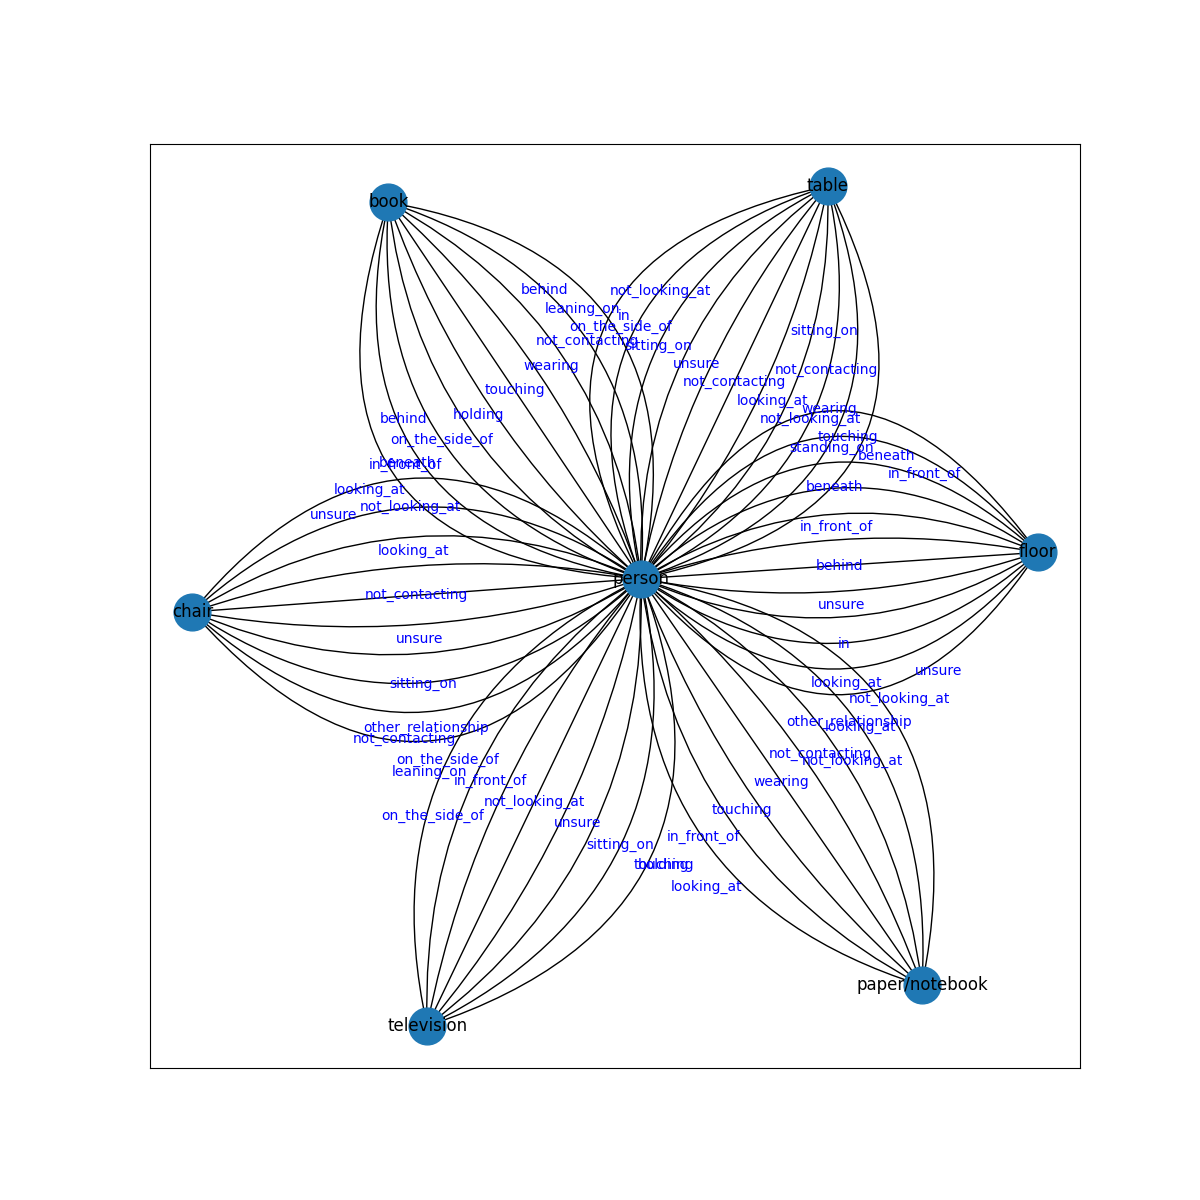 table
book
behind
not_looking_at
leaning_on
in
on_the_side_of
sitting_on
not_contacting
sitting_on
unsure
wearing
not_contacting
not_contacting
touching
looking_at
wearing
holding
behind
not_looking_at
touching
on_the_side_of
standing_on
beneath
in_front_of
beneath
in_front_of
looking_at
beneath
not_looking_at
unsure
in_front_of
looking_at
floor
behind
person
not_contacting
unsure
chair
unsure
in
unsure
sitting_on
looking_at
not_looking_at
other_relationship
other_relationship
looking_at
not_contacting
not_contacting
on_the_side_of
not_looking_at
leaning_on
in_front_of
wearing
not_looking_at
touching
on_the_side_of
unsure
in_front_of
sitting_on
touching
holding
looking_at
paper/notebook
television